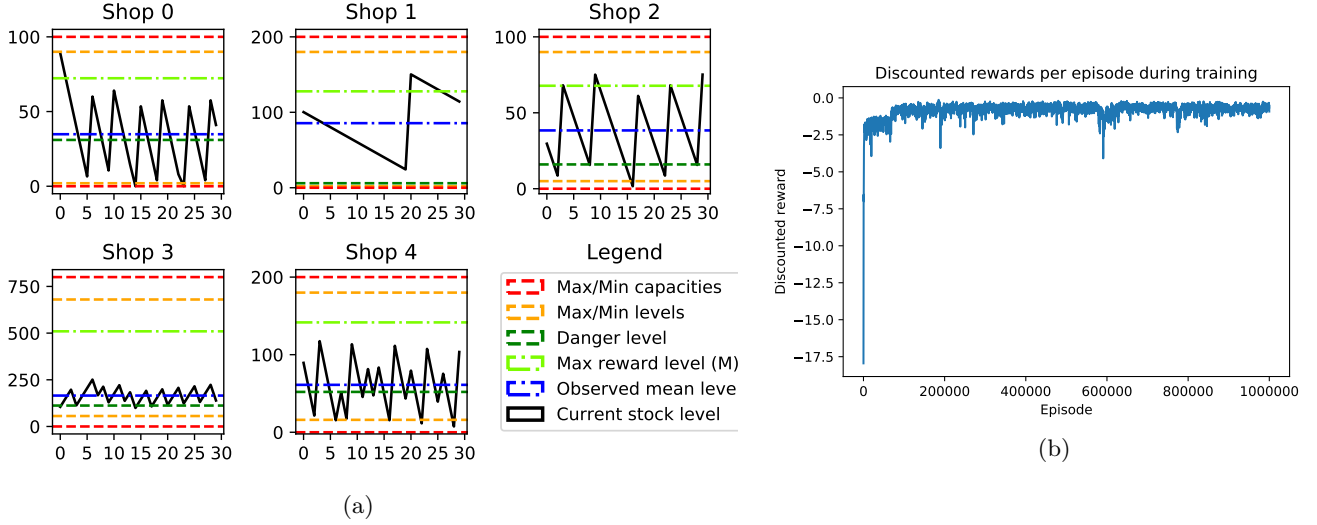 Shop 0
100
50
0
0 5 10 15 20 25 30
Shop 1
200
100
0
0 5 10 15 20 25 30
Shop 2
100
50
0
0 5 10 15 20 25 30
Shop 3
750
500
250
0
0 5 10 15 20 25 30
Shop 4
200
100
0
0 5 10 15 20 25 30
Legend
Max/Min capacities
Max/Min levels
Danger level
Max reward level (M)
Observed mean leve
Current stock level
(a)
Discounted rewards per episode during training
Discounted reward
0.0
−2.5
−5.0
−7.5
−10.0
−12.5
−15.0
−17.5
0 200000 400000 600000 800000 1000000
Episode
(b)